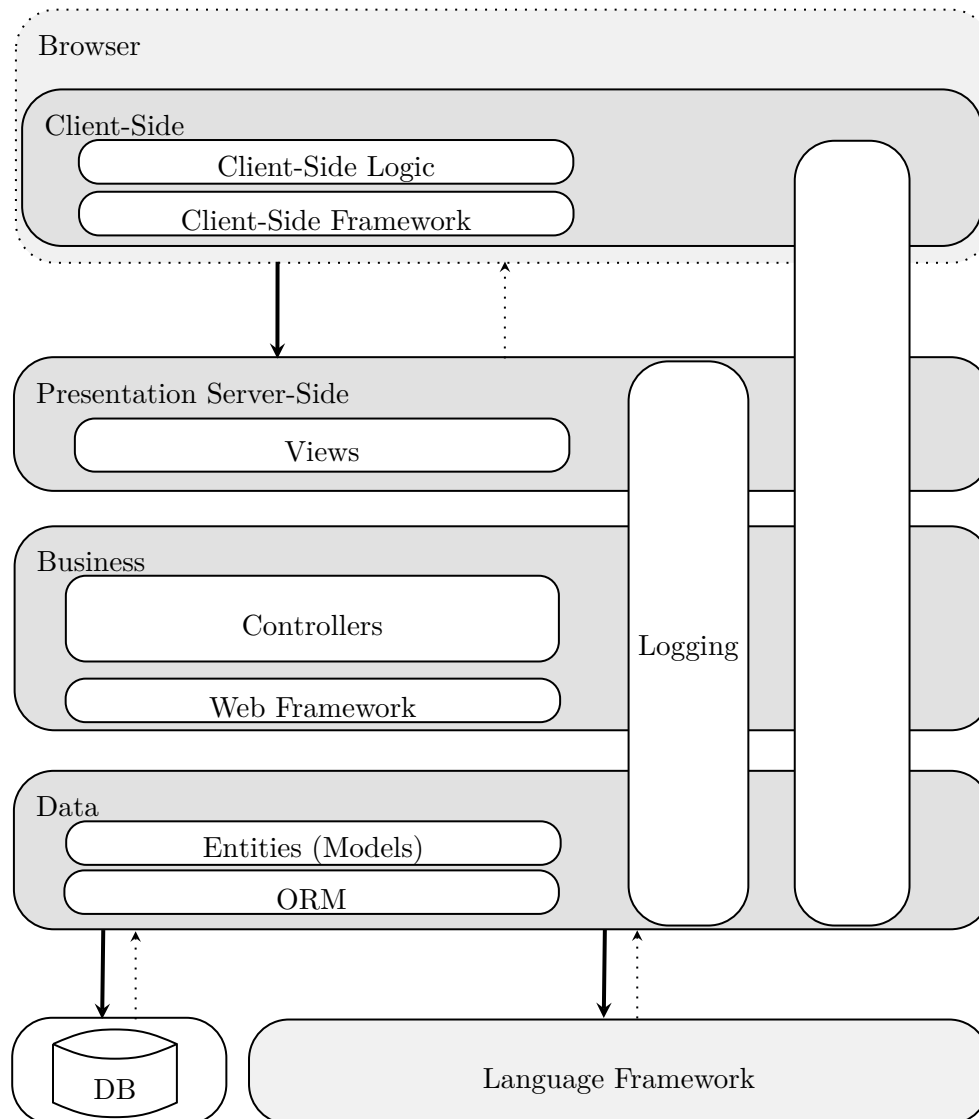 Browser
Client-Side
Client-Side Logic
Client-Side Framework
Presentation Server-Side
Views
Business
Controllers
Logging
Web Framework
Data
Entities (Models)
ORM
DB
Language Framework